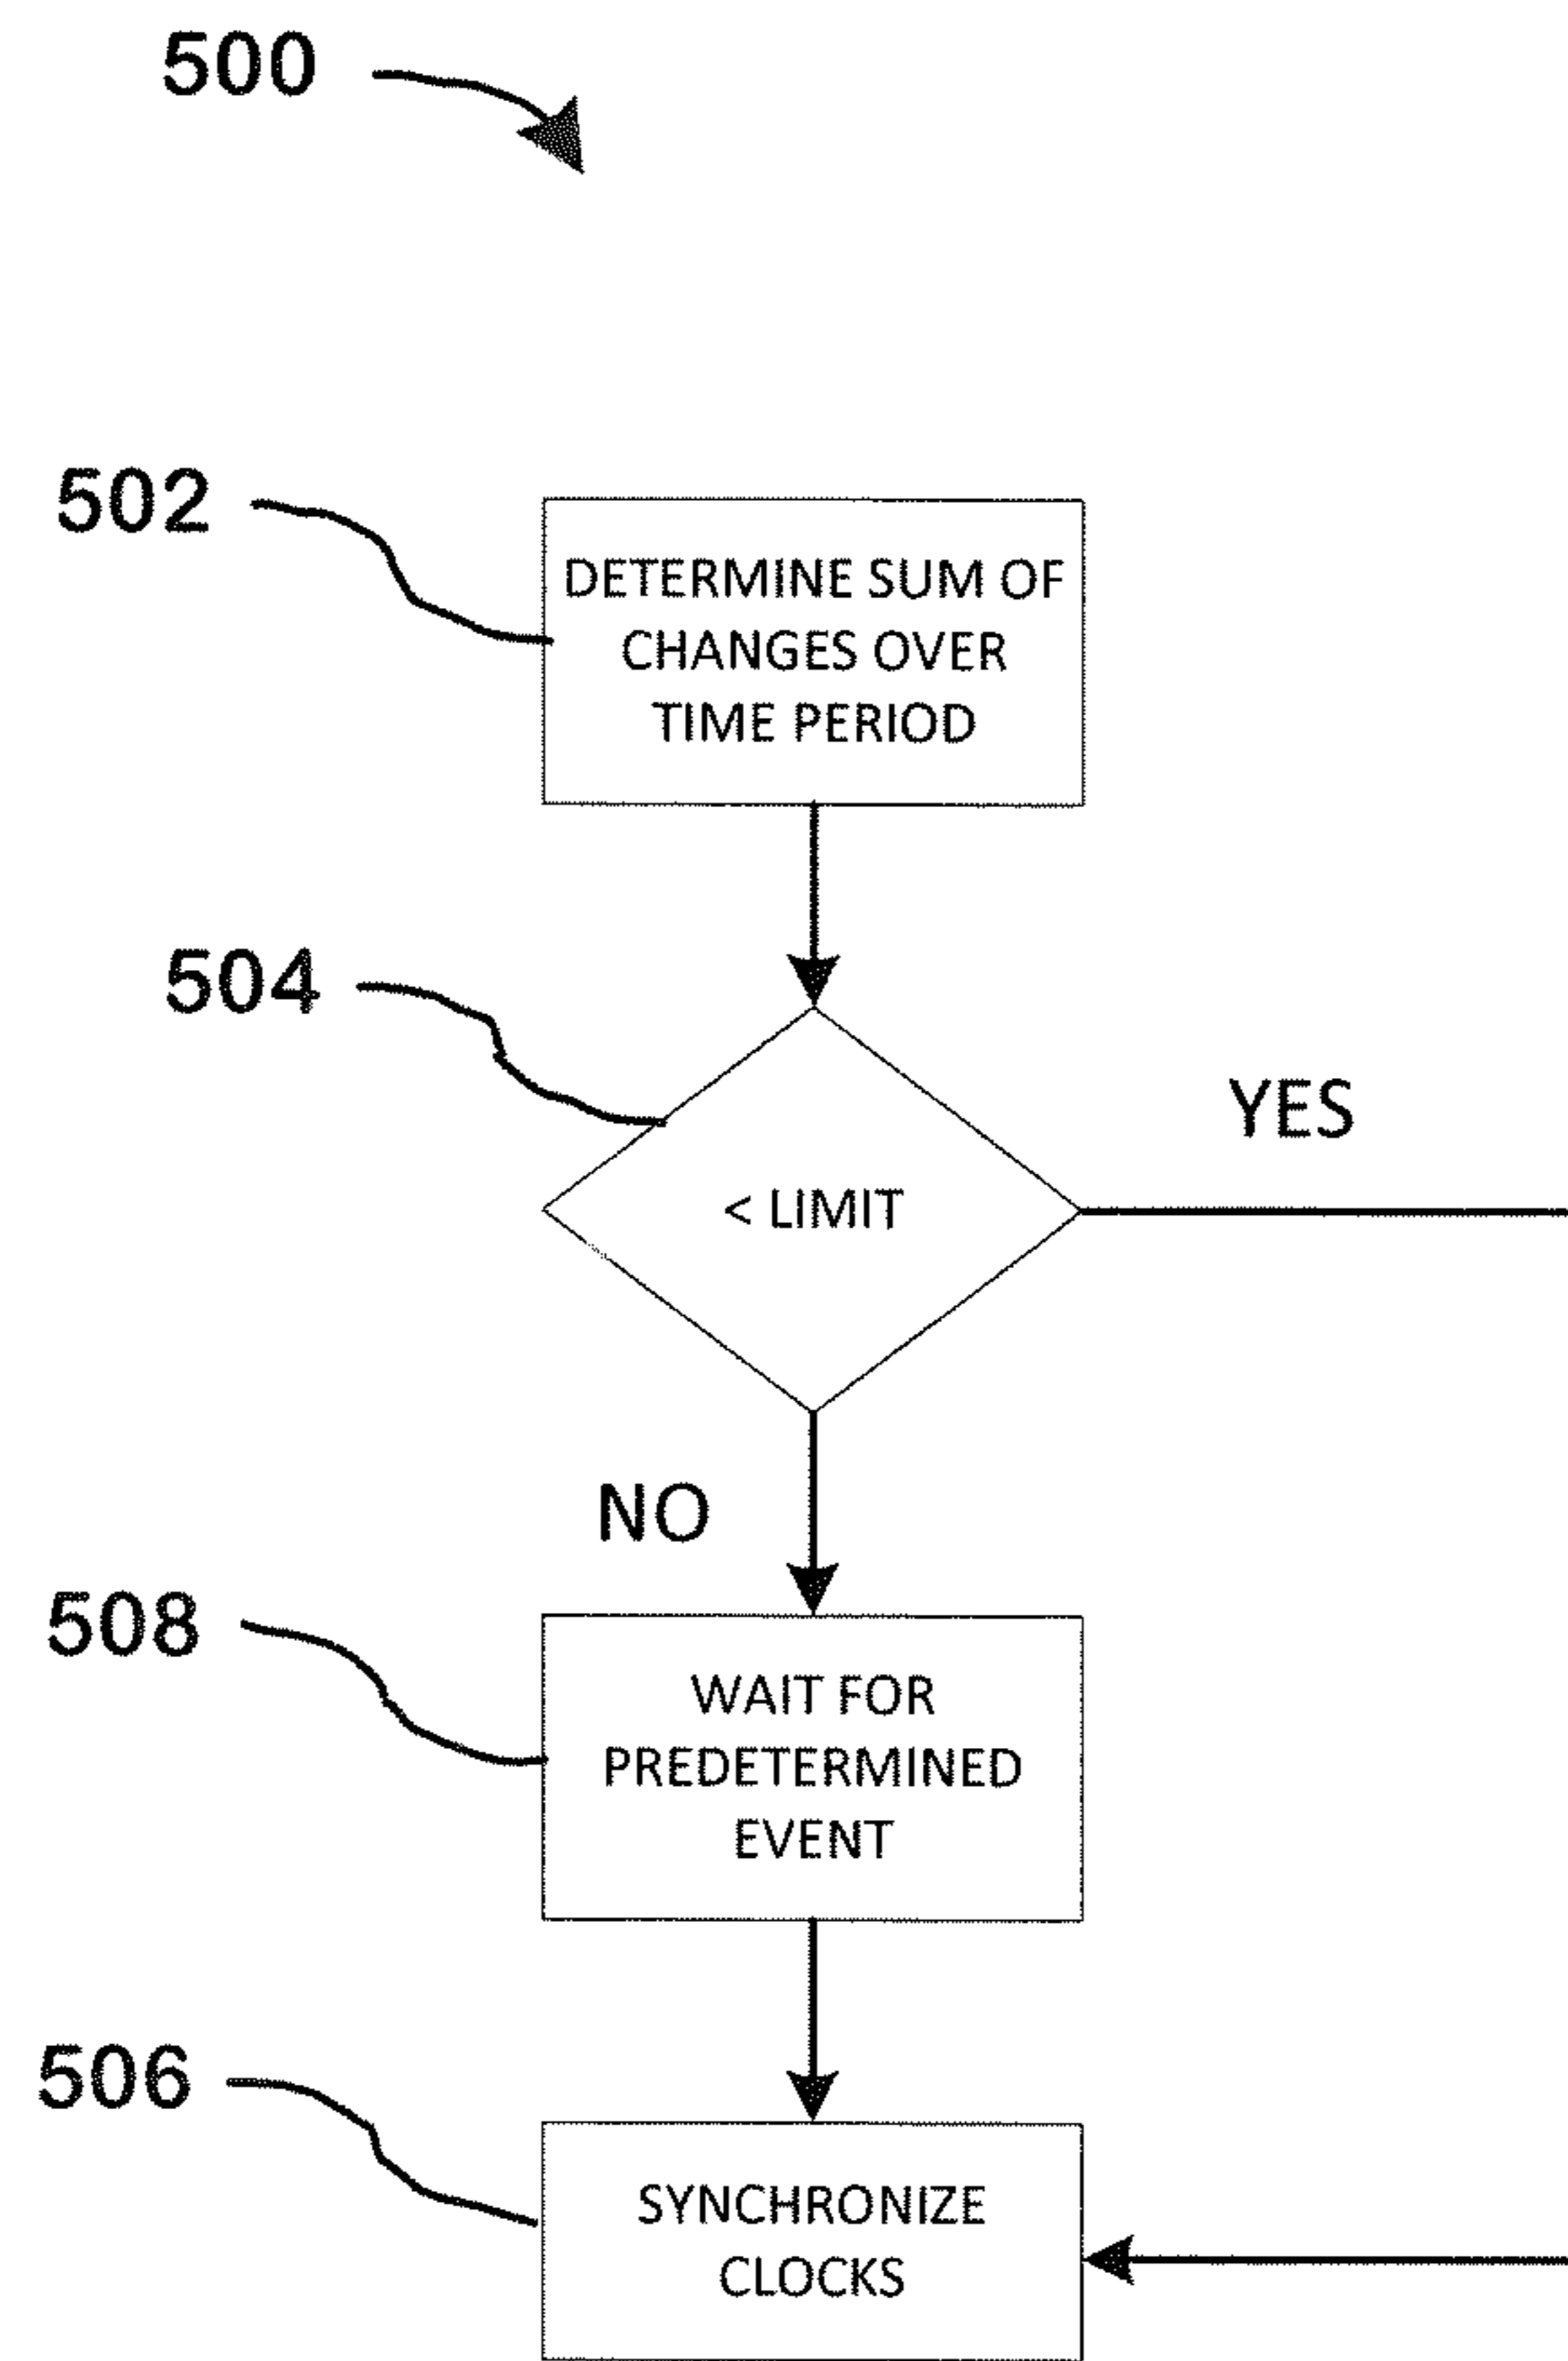 500
502
DETERMINE SUM OF
CHANGES OVER
TIME PERIOD
504
YES
< LIMIT
NO
508
WAIT FOR
PREDETERMINED
EVENT
506
SYNCHRONIZE
CLOCKS